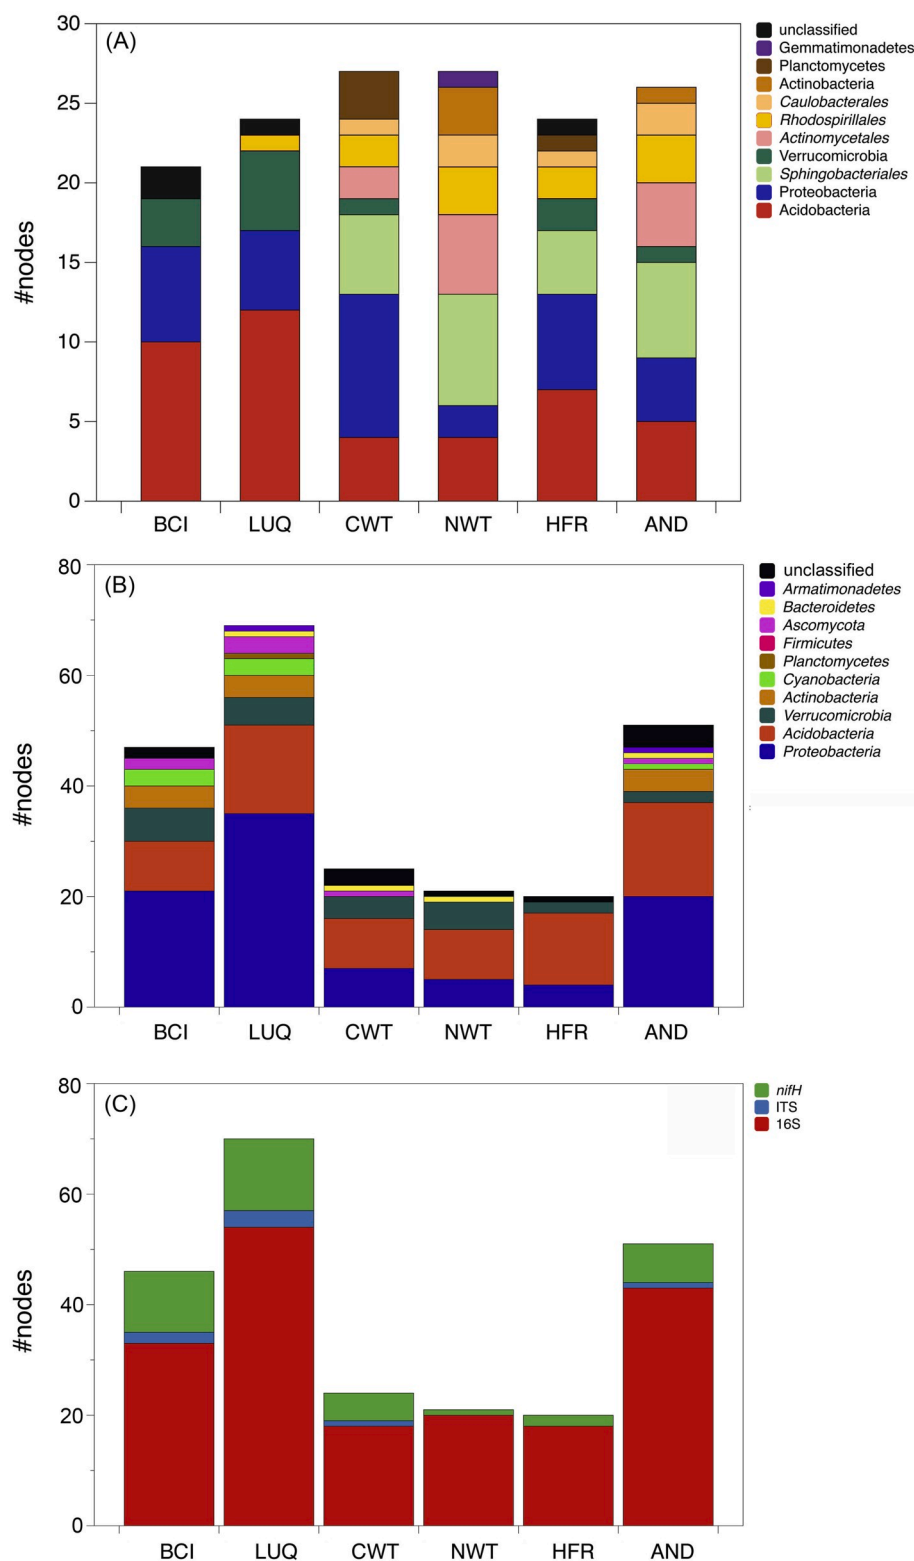 (A)
30
25
20
15
10
5
0
#nodes
BCI LUQ CWT NWT HFR AND
unclassified
Gemmatimonadetes
Planctomycetes
Actinobacteria
Caulobacterales
Rhodospirillales
Actinomycetales
Verrucomicrobia
Sphingobacteriales
Proteobacteria
Acidobacteria
(B)
80
60
40
20
0
#nodes
BCI LUQ CWT NWT HFR AND
unclassified
Armatimonadetes
Bacteroidetes
Ascomycota
Firmicutes
Planctomycetes
Cyanobacteria
Actinobacteria
Verrucomicrobia
Acidobacteria
Proteobacteria
(C)
80
60
40
20
0
#nodes
BCI LUQ CWT NWT HFR AND
nifH
ITS
16S